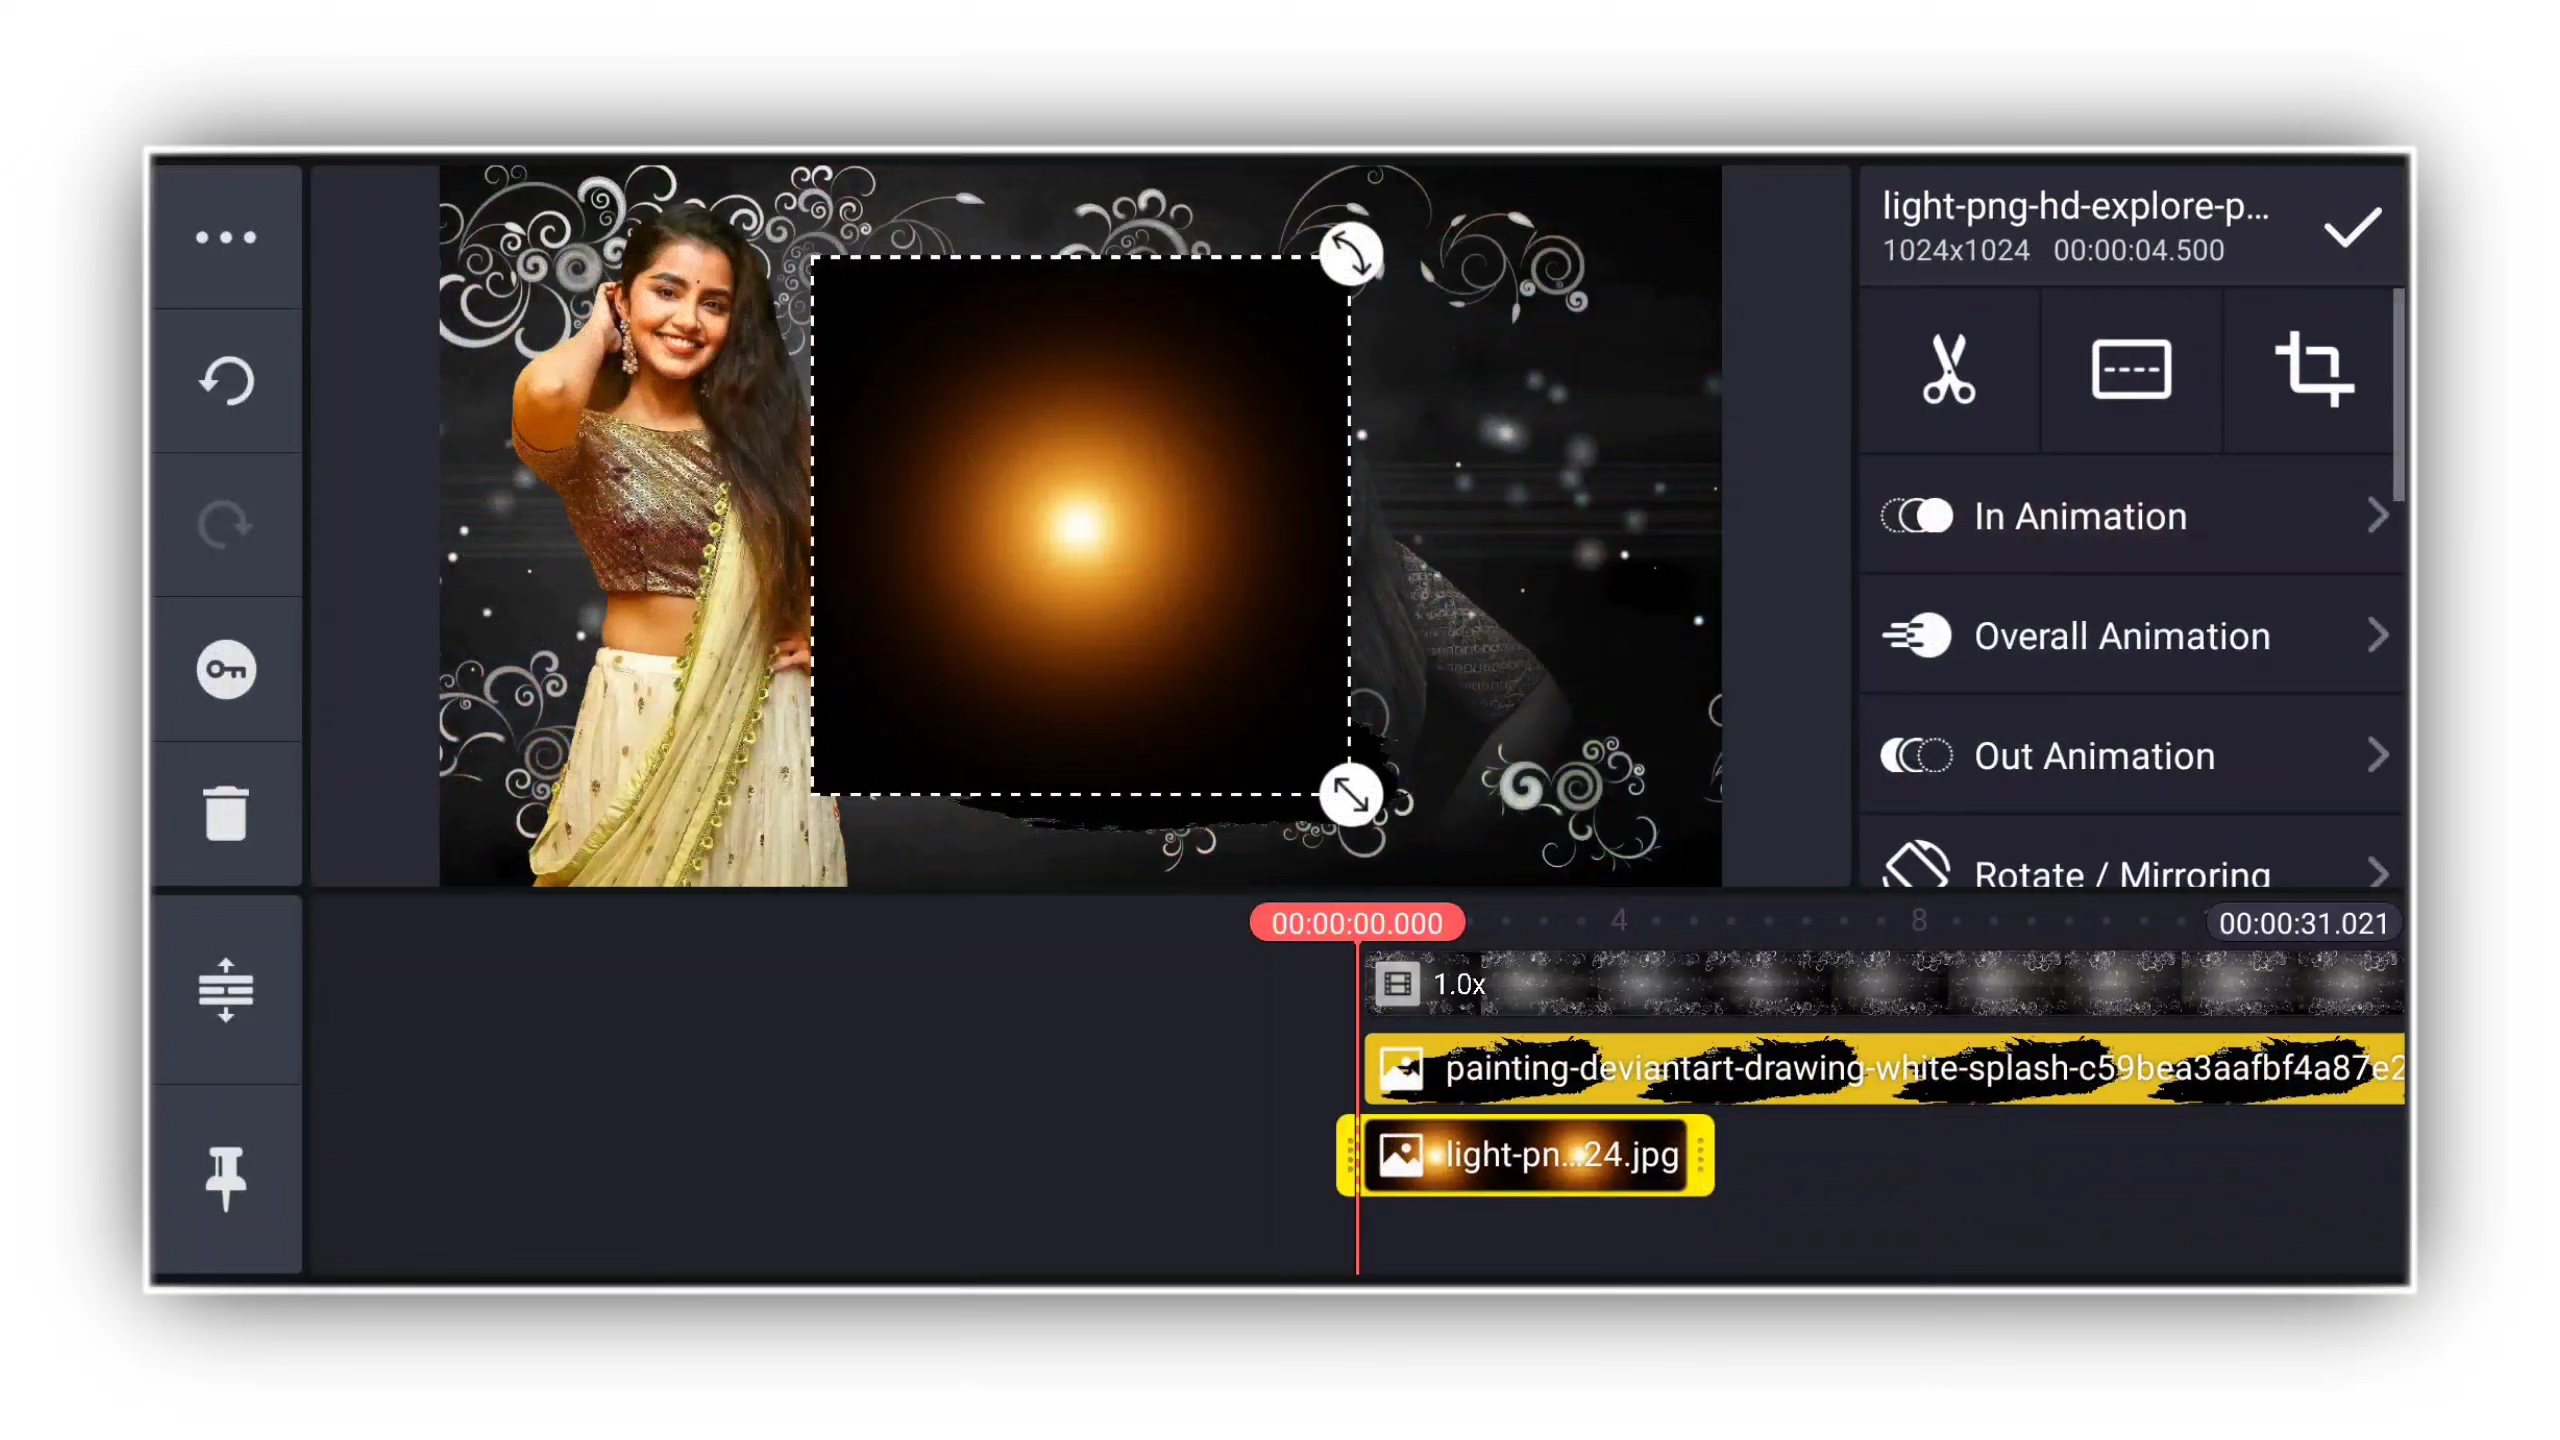 light-png-hd-explore-p...
1024x1024 00:00:04.500
In Animation
Overall Animation
Out Animation
Rotate / Mirroring
00:00:00.000 4 8 00:00:31.021
1.0x
painting-deviantart-drawing-white-splash-c59bea3aafbf4a87e2
light-pn...24.jpg